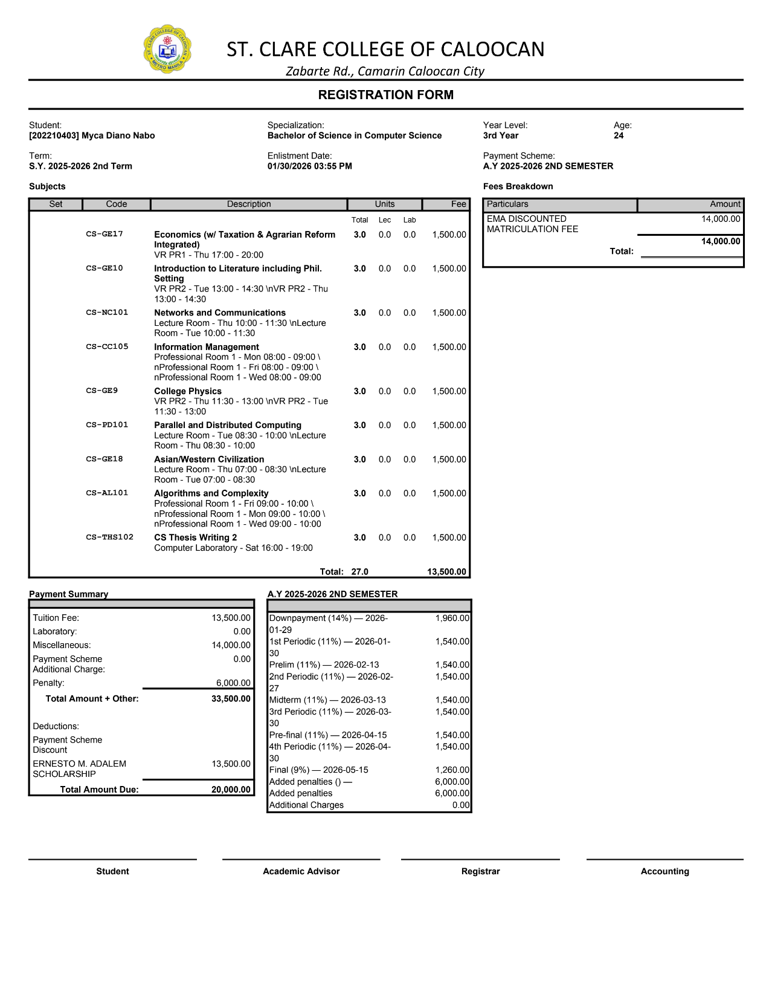 ST. CLARE COLLEGE OF CALOOCAN
METRO MANILA
ST. CLARE COLLEGE OF CALOOCAN
Zabarte Rd., Camarin Caloocan City
REGISTRATION FORM
Student: Specialization: Year Level: Age:
[202210403] Myca Diano Nabo Bachelor of Science in Computer Science 3rd Year 24
Term: Enlistment Date: Payment Scheme:
S.Y. 2025-2026 2nd Term 01/30/2026 03:55 PM A.Y 2025-2026 2ND SEMESTER
Subjects
Set Code Description Units Fee
Total Lec Lab
CS-GE17 Economics (w/ Taxation & Agrarian Reform 3.0 0.0 0.0 1,500.00
Integrated)
VR PR1 - Thu 17:00 - 20:00
CS-GE10 Introduction to Literature including Phil. 3.0 0.0 0.0 1,500.00
Setting
VR PR2 - Tue 13:00 - 14:30 \nVR PR2 - Thu
13:00 - 14:30
CS-NC101 Networks and Communications 3.0 0.0 0.0 1,500.00
Lecture Room - Thu 10:00 - 11:30 \nLecture
Room - Tue 10:00 - 11:30
CS-CC105 Information Management 3.0 0.0 0.0 1,500.00
Professional Room 1 - Mon 08:00 - 09:00 \
nProfessional Room 1 - Fri 08:00 - 09:00 \
nProfessional Room 1 - Wed 08:00 - 09:00
CS-GE9 College Physics 3.0 0.0 0.0 1,500.00
VR PR2 - Thu 11:30 - 13:00 \nVR PR2 - Tue
11:30 - 13:00
CS-PD101 Parallel and Distributed Computing 3.0 0.0 0.0 1,500.00
Lecture Room - Tue 08:30 - 10:00 \nLecture
Room - Thu 08:30 - 10:00
CS-GE18 Asian/Western Civilization 3.0 0.0 0.0 1,500.00
Lecture Room - Thu 07:00 - 08:30 \nLecture
Room - Tue 07:00 - 08:30
CS-AL101 Algorithms and Complexity 3.0 0.0 0.0 1,500.00
Professional Room 1 - Fri 09:00 - 10:00 \
nProfessional Room 1 - Mon 09:00 - 10:00 \
nProfessional Room 1 - Wed 09:00 - 10:00
CS-THS102 CS Thesis Writing 2 3.0 0.0 0.0 1,500.00
Computer Laboratory - Sat 16:00 - 19:00
Total: 27.0 13,500.00
Fees Breakdown
Particulars Amount
EMA DISCOUNTED 14,000.00
MATRICULATION FEE
14,000.00
Total:
Payment Summary
Tuition Fee: 13,500.00
Laboratory: 0.00
Miscellaneous: 14,000.00
Payment Scheme 0.00
Additional Charge:
Penalty: 6,000.00
Total Amount + Other: 33,500.00
Deductions:
Payment Scheme
Discount
ERNESTO M. ADALEM 13,500.00
SCHOLARSHIP
Total Amount Due: 20,000.00
A.Y 2025-2026 2ND SEMESTER
Downpayment (14%) — 2026- 1,960.00
01-29
1st Periodic (11%) — 2026-01- 1,540.00
30
Prelim (11%) — 2026-02-13 1,540.00
2nd Periodic (11%) — 2026-02- 1,540.00
27
Midterm (11%) — 2026-03-13 1,540.00
3rd Periodic (11%) — 2026-03- 1,540.00
30
Pre-final (11%) — 2026-04-15 1,540.00
4th Periodic (11%) — 2026-04- 1,540.00
30
Final (9%) — 2026-05-15 1,260.00
Added penalties () — 6,000.00
Added penalties 6,000.00
Additional Charges 0.00
Student Academic Advisor Registrar Accounting